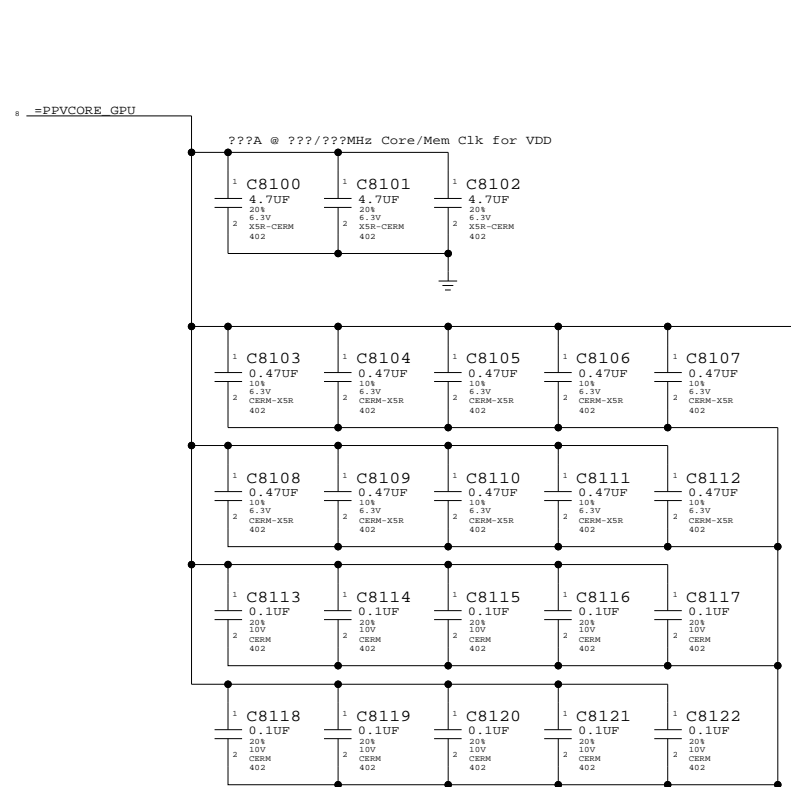 8 =PPVCORE_GPU
???A @ ???/???MHz Core/Mem Clk for VDD
1 C8100 1 C8101 1 C8102
4.7UF 4.7UF 4.7UF
20% 20% 20%
6.3V 6.3V 6.3V
2 X5R-CERM 2 X5R-CERM 2 X5R-CERM
402 402 402
1 C8103 1 C8104 1 C8105 1 C8106 1 C8107
0.47UF 0.47UF 0.47UF 0.47UF 0.47UF
10% 10% 10% 10% 10%
6.3V 6.3V 6.3V 6.3V 6.3V
2 CERM-X5R 2 CERM-X5R 2 CERM-X5R 2 CERM-X5R 2 CERM-X5R
402 402 402 402 402
1 C8108 1 C8109 1 C8110 1 C8111 1 C8112
0.47UF 0.47UF 0.47UF 0.47UF 0.47UF
10% 10% 10% 10% 10%
6.3V 6.3V 6.3V 6.3V 6.3V
2 CERM-X5R 2 CERM-X5R 2 CERM-X5R 2 CERM-X5R 2 CERM-X5R
402 402 402 402 402
1 C8113 1 C8114 1 C8115 1 C8116 1 C8117
0.1UF 0.1UF 0.1UF 0.1UF 0.1UF
20% 20% 20% 20% 20%
10V 10V 10V 10V 10V
2 CERM 2 CERM 2 CERM 2 CERM 2 CERM
402 402 402 402 402
1 C8118 1 C8119 1 C8120 1 C8121 1 C8122
0.1UF 0.1UF 0.1UF 0.1UF 0.1UF
20% 20% 20% 20% 20%
10V 10V 10V 10V 10V
2 CERM 2 CERM 2 CERM 2 CERM 2 CERM
402 402 402 402 402